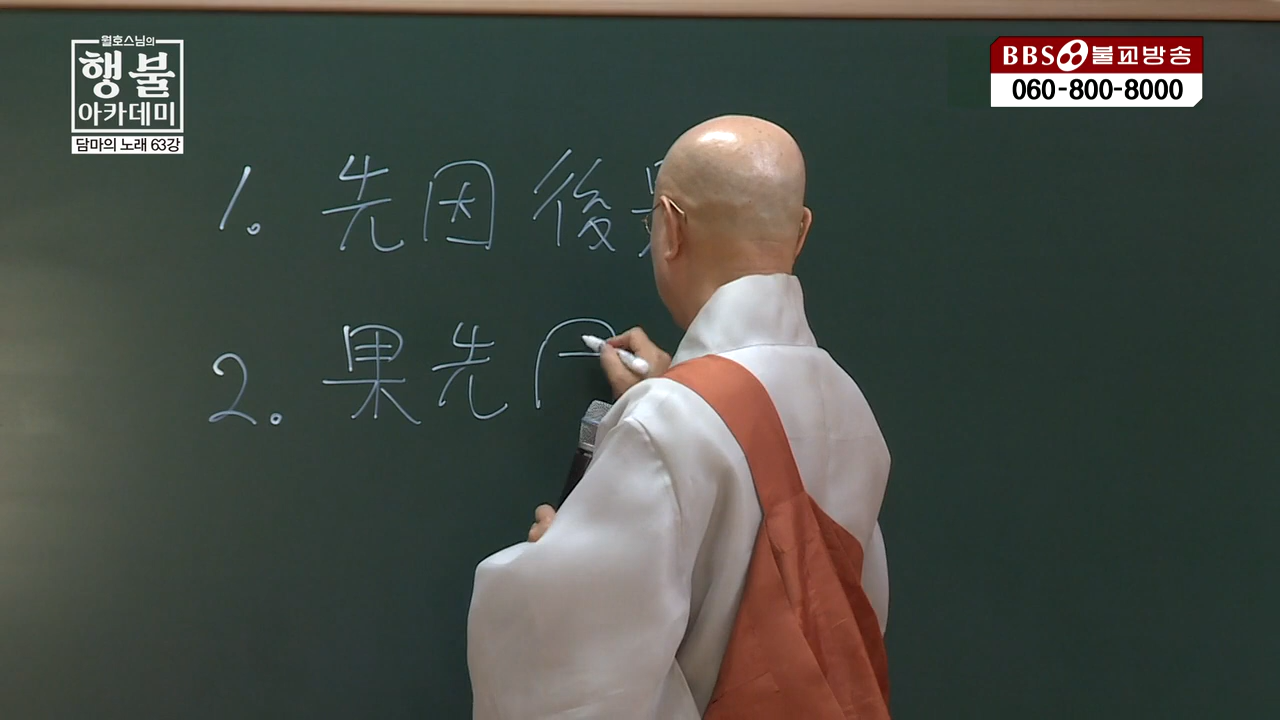 월호스님의
행불
아카데미
담마의 노래 63강
BBS 불교방송
060-800-8000
1. 先因後
2. 果先